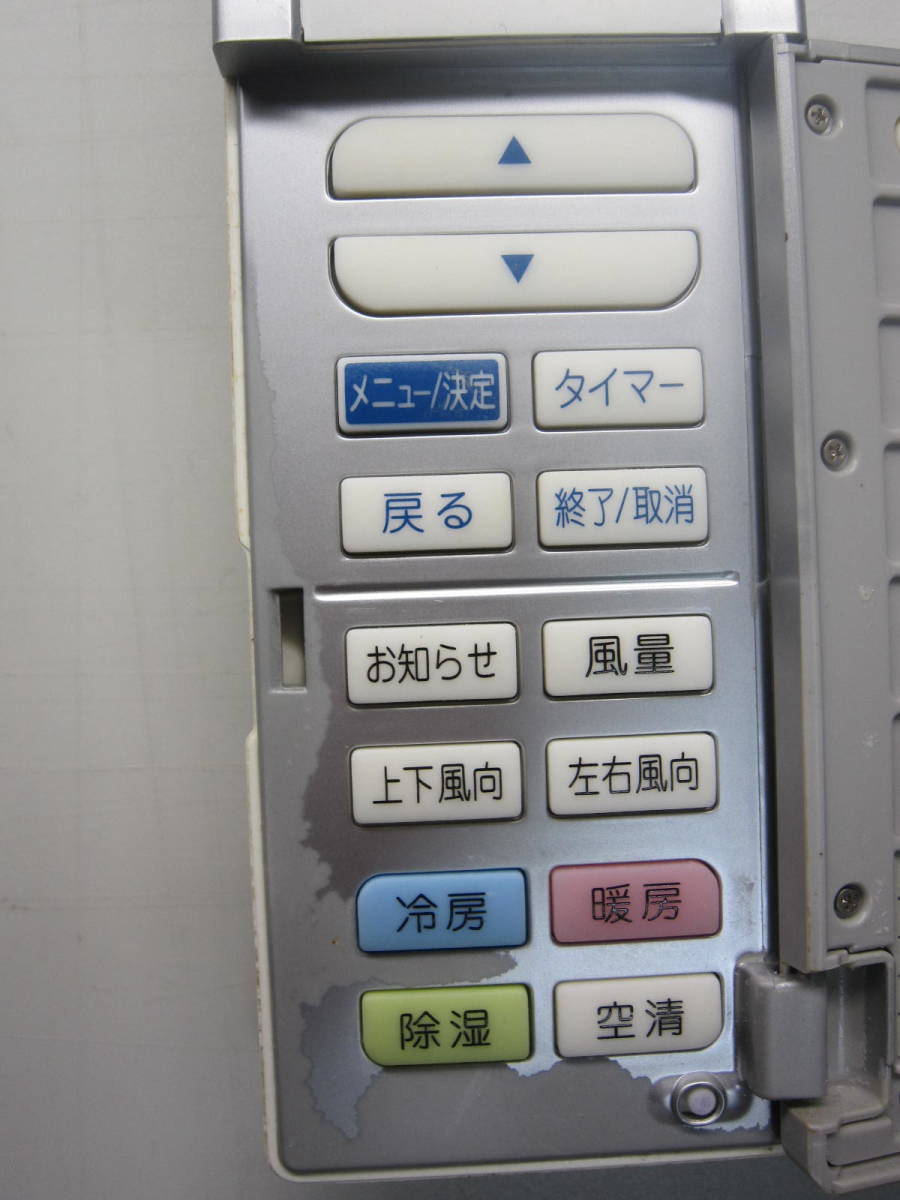 ▲
▼
メニュー/決定 タイマー
戻る 終了/取消
お知らせ 風量
上下風向 左右風向
冷房 暖房
除湿 空清